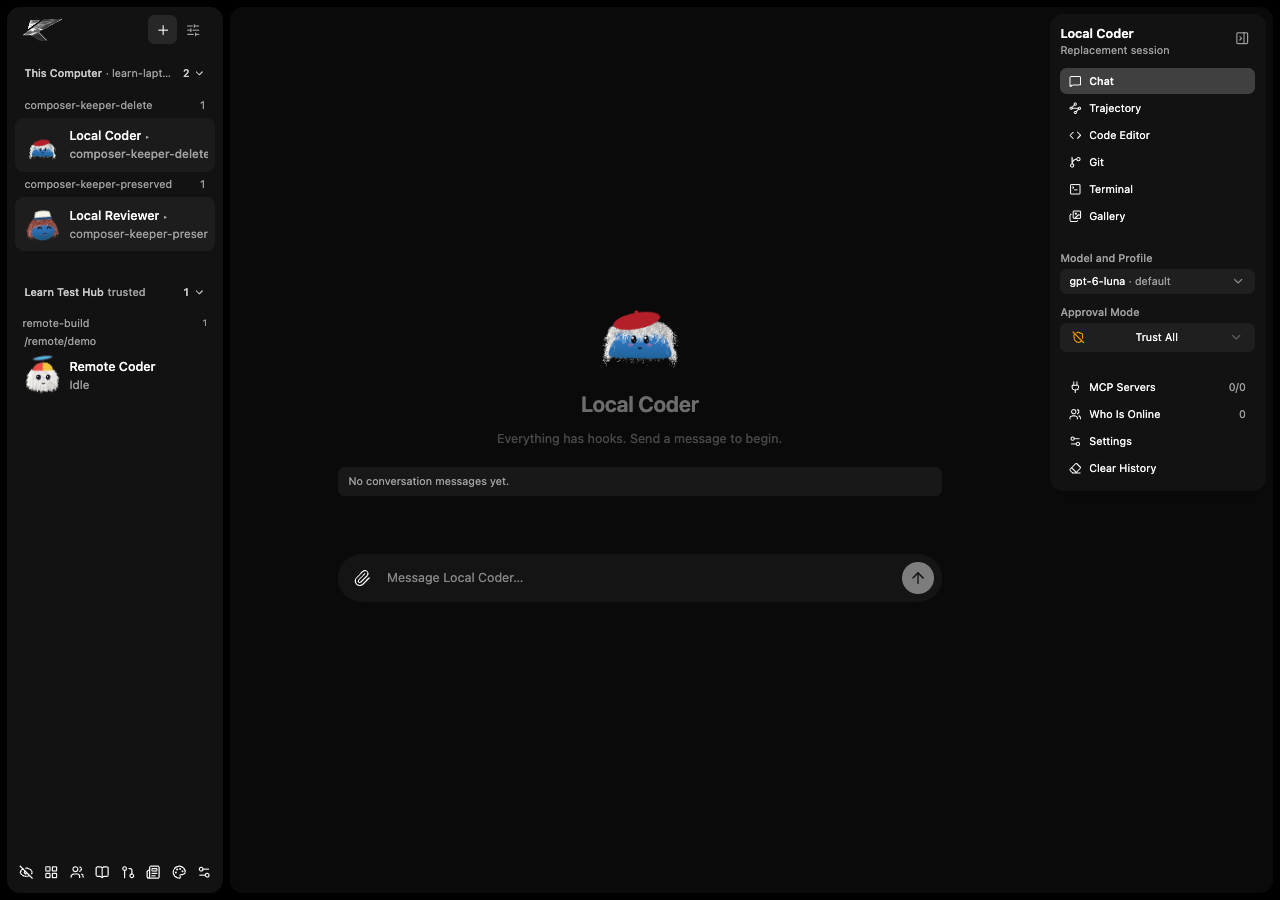 This Computer · learn-lapt... 2
composer-keeper-delete 1
Local Coder
composer-keeper-delete
composer-keeper-preserved 1
Local Reviewer
composer-keeper-preser
Learn Test Hub trusted 1
remote-build 1
/remote/demo
Remote Coder
Idle
Local Coder
Everything has hooks. Send a message to begin.
No conversation messages yet.
Message Local Coder...
Local Coder
Replacement session
Chat
Trajectory
Code Editor
Git
Terminal
Gallery
Model and Profile
gpt-6-luna · default
Approval Mode
Trust All
MCP Servers 0/0
Who Is Online 0
Settings
Clear History